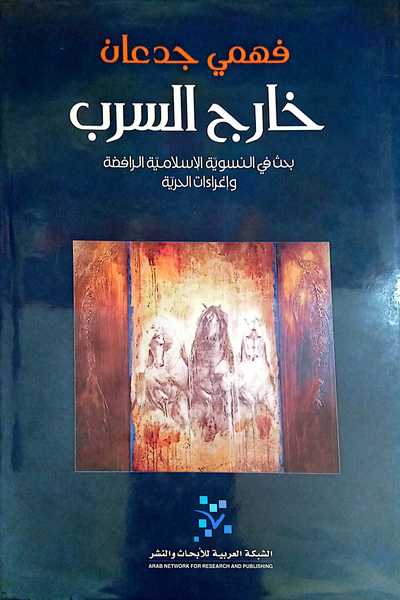 فهمي جدعان
خارج السرب
بحث في النسوية الإسلامية الرافضة
وإغراءات الحرية
الشبكة العربية للأبحاث والنشر
ARAB NETWORK FOR RESEARCH AND PUBLISHING